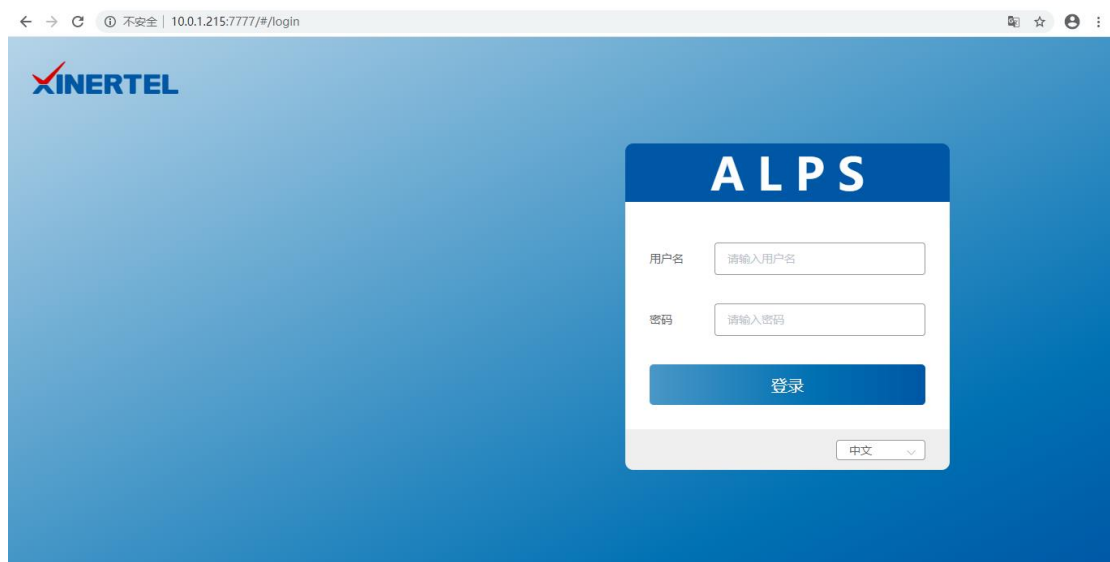 不安全 | 10.0.1.215:7777/#/login
XINERTEL
ALPS
用户名 请输入用户名
密码 请输入密码
登录
中文